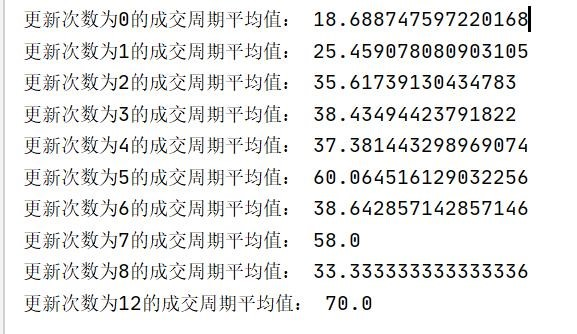 更新次数为0的成交周期平均值： 18.688747597220168
更新次数为1的成交周期平均值： 25.459078080903105
更新次数为2的成交周期平均值： 35.61739130434783
更新次数为3的成交周期平均值： 38.43494423791822
更新次数为4的成交周期平均值： 37.381443298969074
更新次数为5的成交周期平均值： 60.064516129032256
更新次数为6的成交周期平均值： 38.642857142857146
更新次数为7的成交周期平均值： 58.0
更新次数为8的成交周期平均值： 33.333333333333336
更新次数为12的成交周期平均值： 70.0